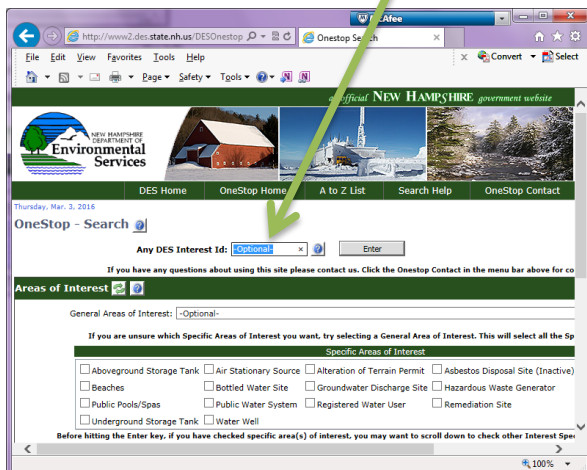 McAfee
http://www2.des.state.nh.us/DESOnestop
Onestop Search
File Edit View Favorites Tools Help
x Convert Select
Page Safety Tools
official NEW HAMPSHIRE government website
NEW HAMPSHIRE
DEPARTMENT OF
Environmental
Services
DES Home OneStop Home A to Z List Search Help OneStop Contact
Thursday, Mar. 3, 2016
OneStop - Search
Any DES Interest Id: -Optional- x Enter
If you have any questions about using this site please contact us. Click the Onestop Contact in the menu bar above for co
Areas of Interest
General Areas of Interest: -Optional-
If you are unsure which Specific Areas of Interest you want, try selecting a General Area of Interest. This will select all the Sp
Specific Areas of Interest
Aboveground Storage Tank Air Stationary Source Alteration of Terrain Permit Asbestos Disposal Site (Inactive)
Beaches Bottled Water Site Groundwater Discharge Site Hazardous Waste Generator
Public Pools/Spas Public Water System Registered Water User Remediation Site
Underground Storage Tank Water Well
Before hitting the Enter key, if you have checked specific area(s) of interest, you may want to scroll down to check other Interest Spe
100%